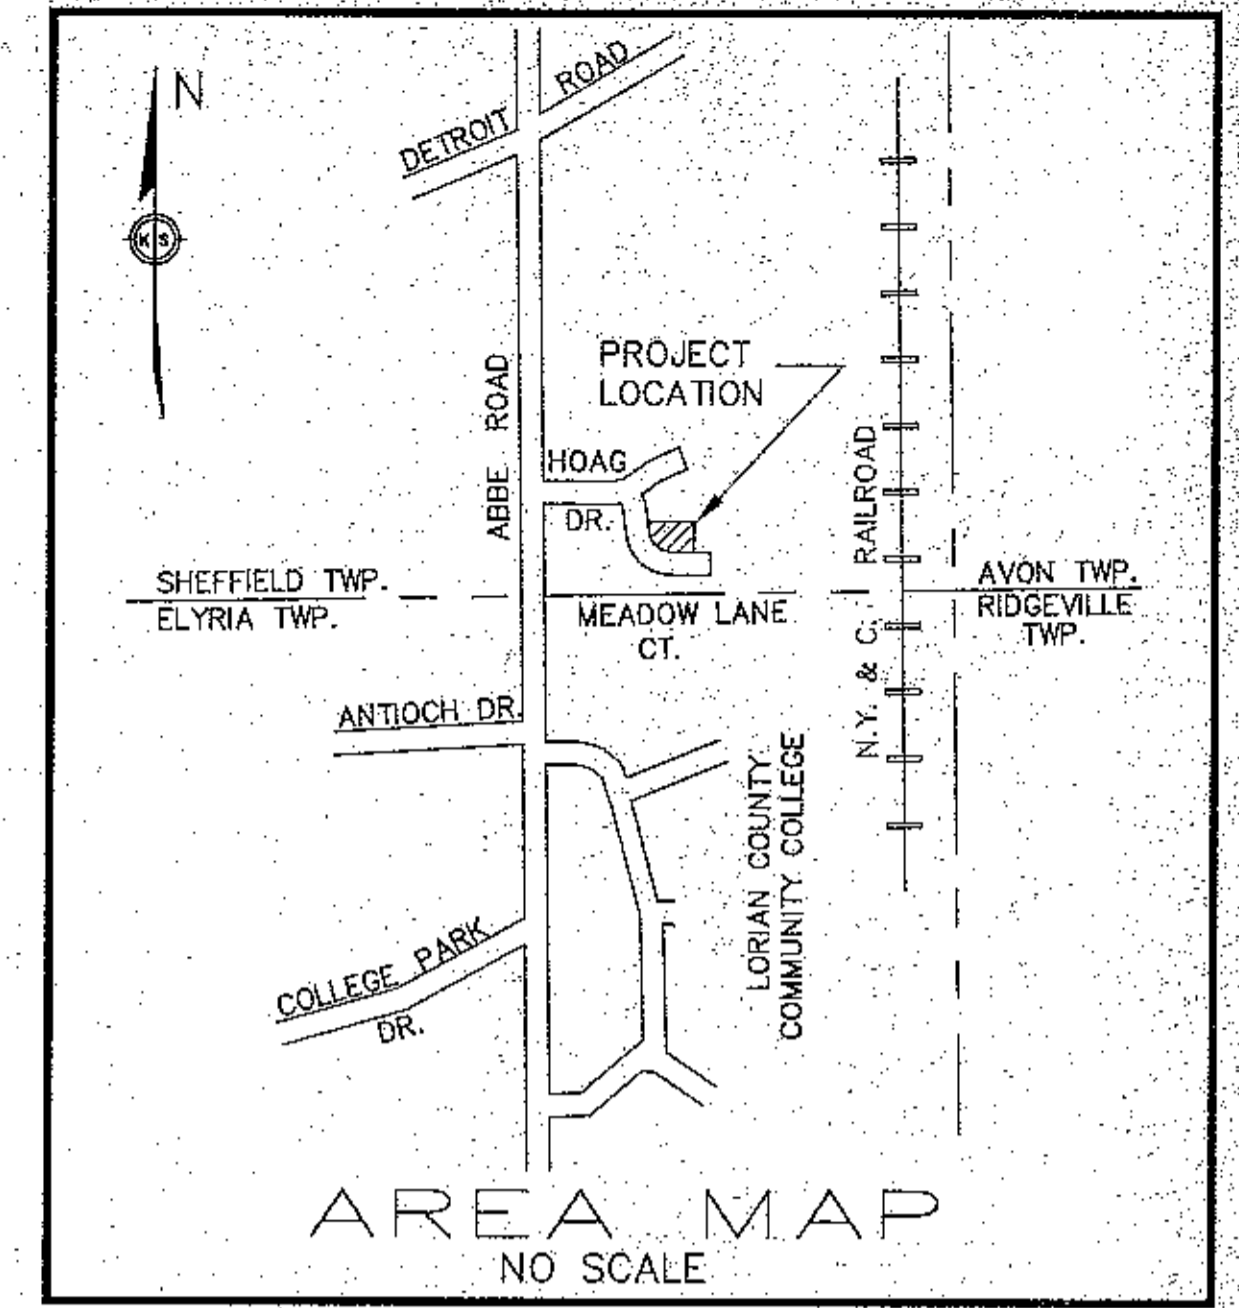 N
K S
DETROIT ROAD
ABBE ROAD
PROJECT
LOCATION
HOAG
DR.
N.Y. & C. RAILROAD
SHEFFIELD TWP.
ELYRIA TWP.
MEADOW LANE
CT.
AVON TWP.
RIDGEVILLE
TWP.
ANTIOCH DR.
LORIAN COUNTY
COMMUNITY COLLEGE
COLLEGE PARK
DR.
AREA MAP
NO SCALE